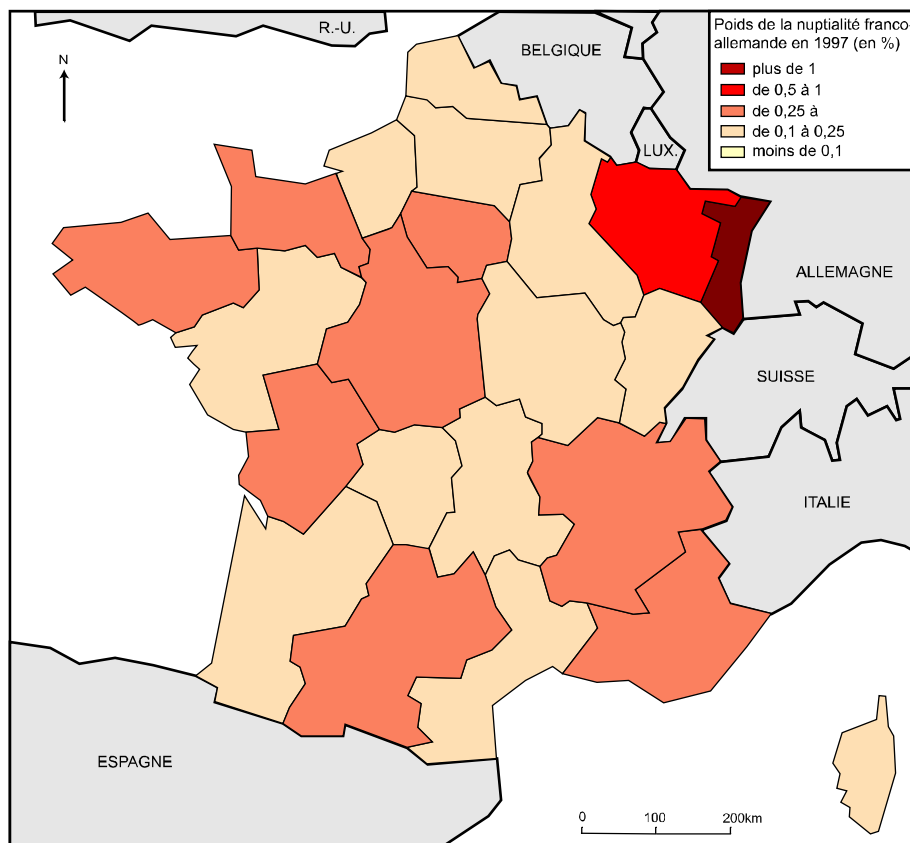 Poids de la nuptialité franco-
allemande en 1997 (en %)
plus de 1
de 0,5 à 1
de 0,25 à
de 0,1 à 0,25
moins de 0,1
R.-U.
BELGIQUE
N
LUX.
ALLEMAGNE
SUISSE
ITALIE
ESPAGNE
0 100 200km